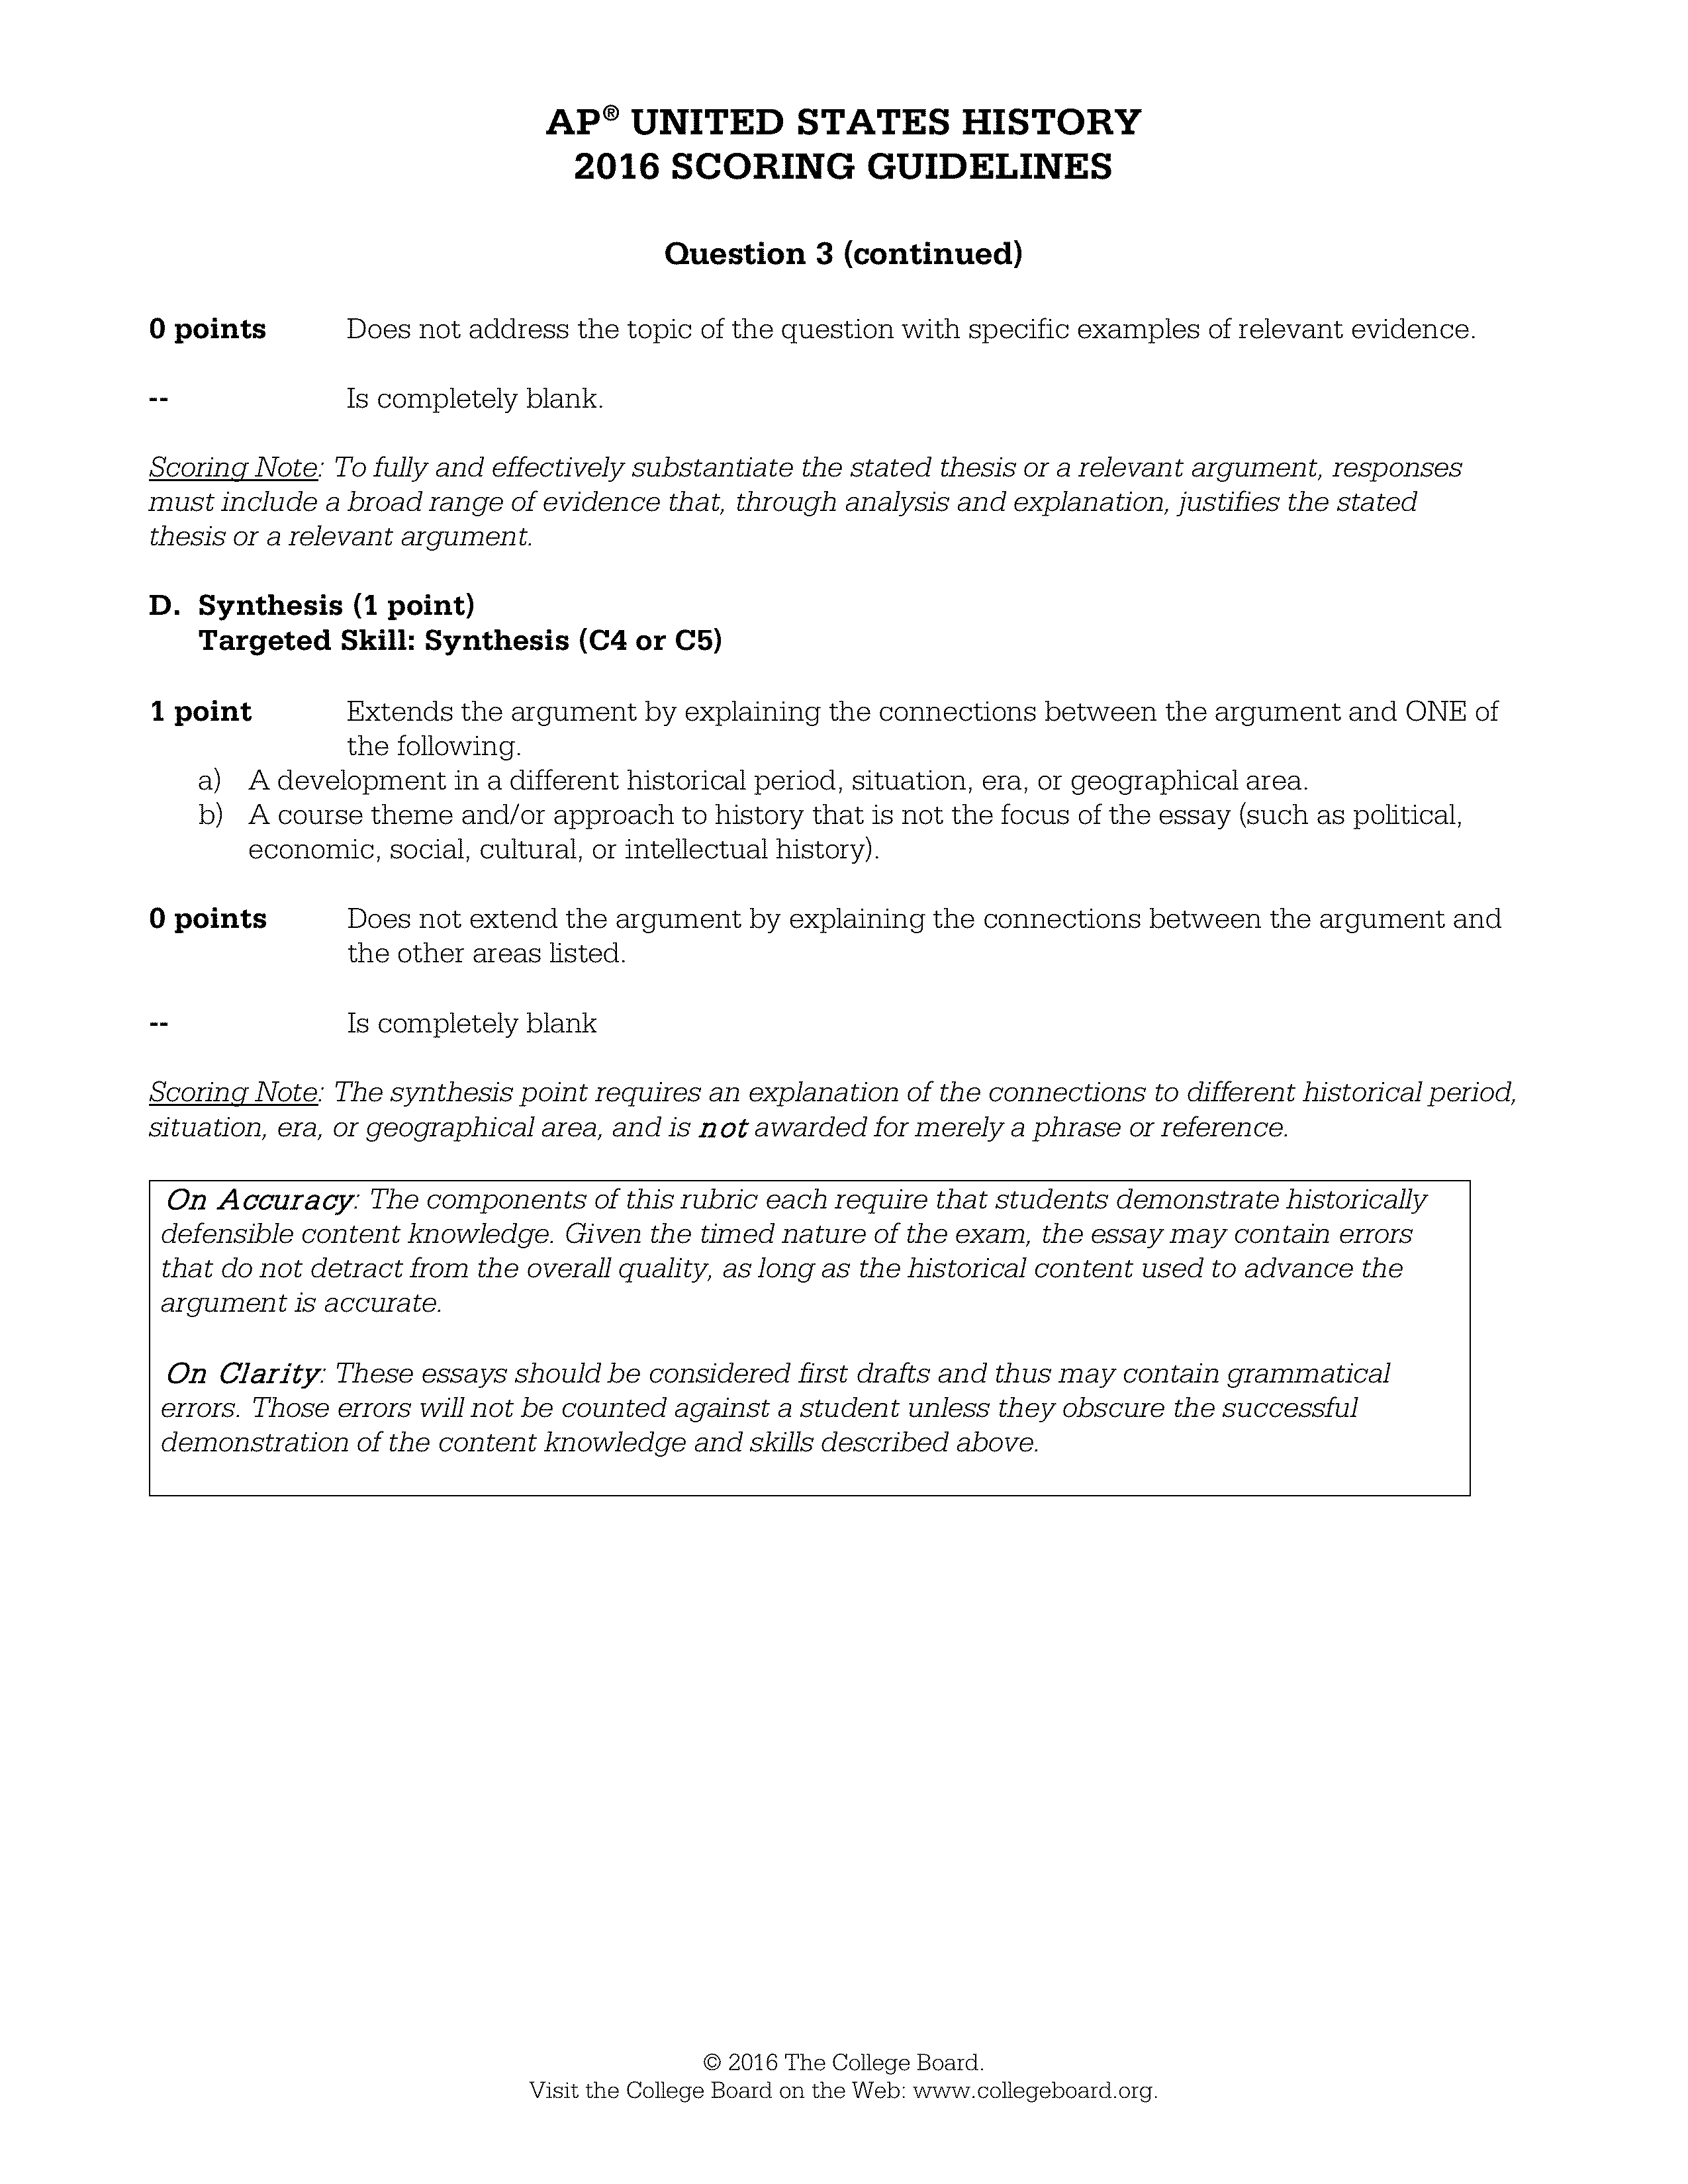 AP® UNITED STATES HISTORY
2016 SCORING GUIDELINES
Question 3 (continued)
0 points Does not address the topic of the question with specific examples of relevant evidence.
-- Is completely blank.
Scoring Note: To fully and effectively substantiate the stated thesis or a relevant argument, responses
must include a broad range of evidence that, through analysis and explanation, justifies the stated
thesis or a relevant argument.
D. Synthesis (1 point)
Targeted Skill: Synthesis (C4 or C5)
1 point Extends the argument by explaining the connections between the argument and ONE of
the following.
a) A development in a different historical period, situation, era, or geographical area.
b) A course theme and/or approach to history that is not the focus of the essay (such as political,
economic, social, cultural, or intellectual history).
0 points Does not extend the argument by explaining the connections between the argument and
the other areas listed.
-- Is completely blank
Scoring Note: The synthesis point requires an explanation of the connections to different historical period,
situation, era, or geographical area, and is not awarded for merely a phrase or reference.
On Accuracy: The components of this rubric each require that students demonstrate historically
defensible content knowledge. Given the timed nature of the exam, the essay may contain errors
that do not detract from the overall quality, as long as the historical content used to advance the
argument is accurate.
On Clarity: These essays should be considered first drafts and thus may contain grammatical
errors. Those errors will not be counted against a student unless they obscure the successful
demonstration of the content knowledge and skills described above.
© 2016 The College Board.
Visit the College Board on the Web: www.collegeboard.org.